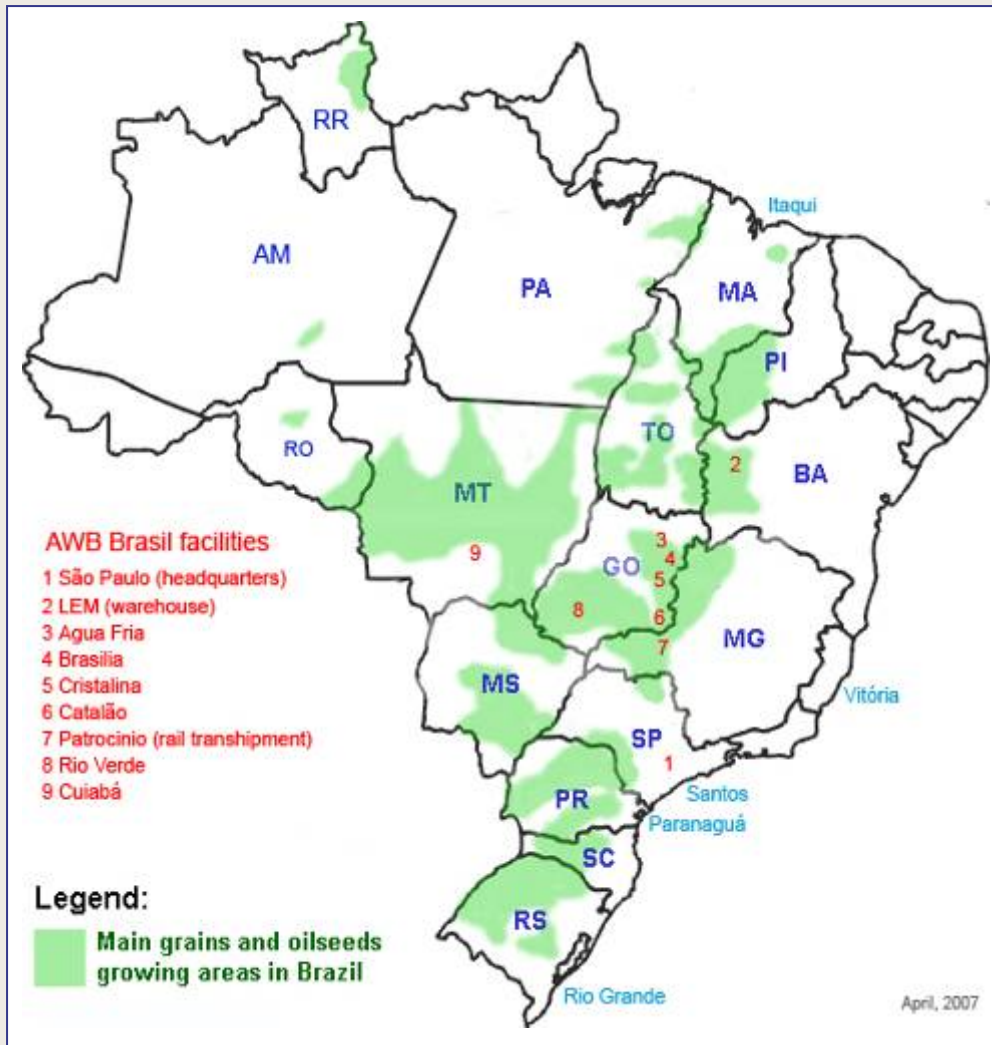 RR
Itaqui
AM
PA
MA
PI
TO
RO
BA
2
MT
AWB Brasil facilities
1 São Paulo (headquarters)
2 LEM (warehouse)
3 Agua Fria
4 Brasilia
5 Cristalina
6 Catalão
7 Patrocinio (rail transhipment)
8 Rio Verde
9 Cuiabá
9
3
4
GO
5
8
6
7
MG
MS
Vitória
SP
1
Santos
PR
Paranaguá
SC
RS
Rio Grande
Legend:
Main grains and oilseeds
growing areas in Brazil
April, 2007